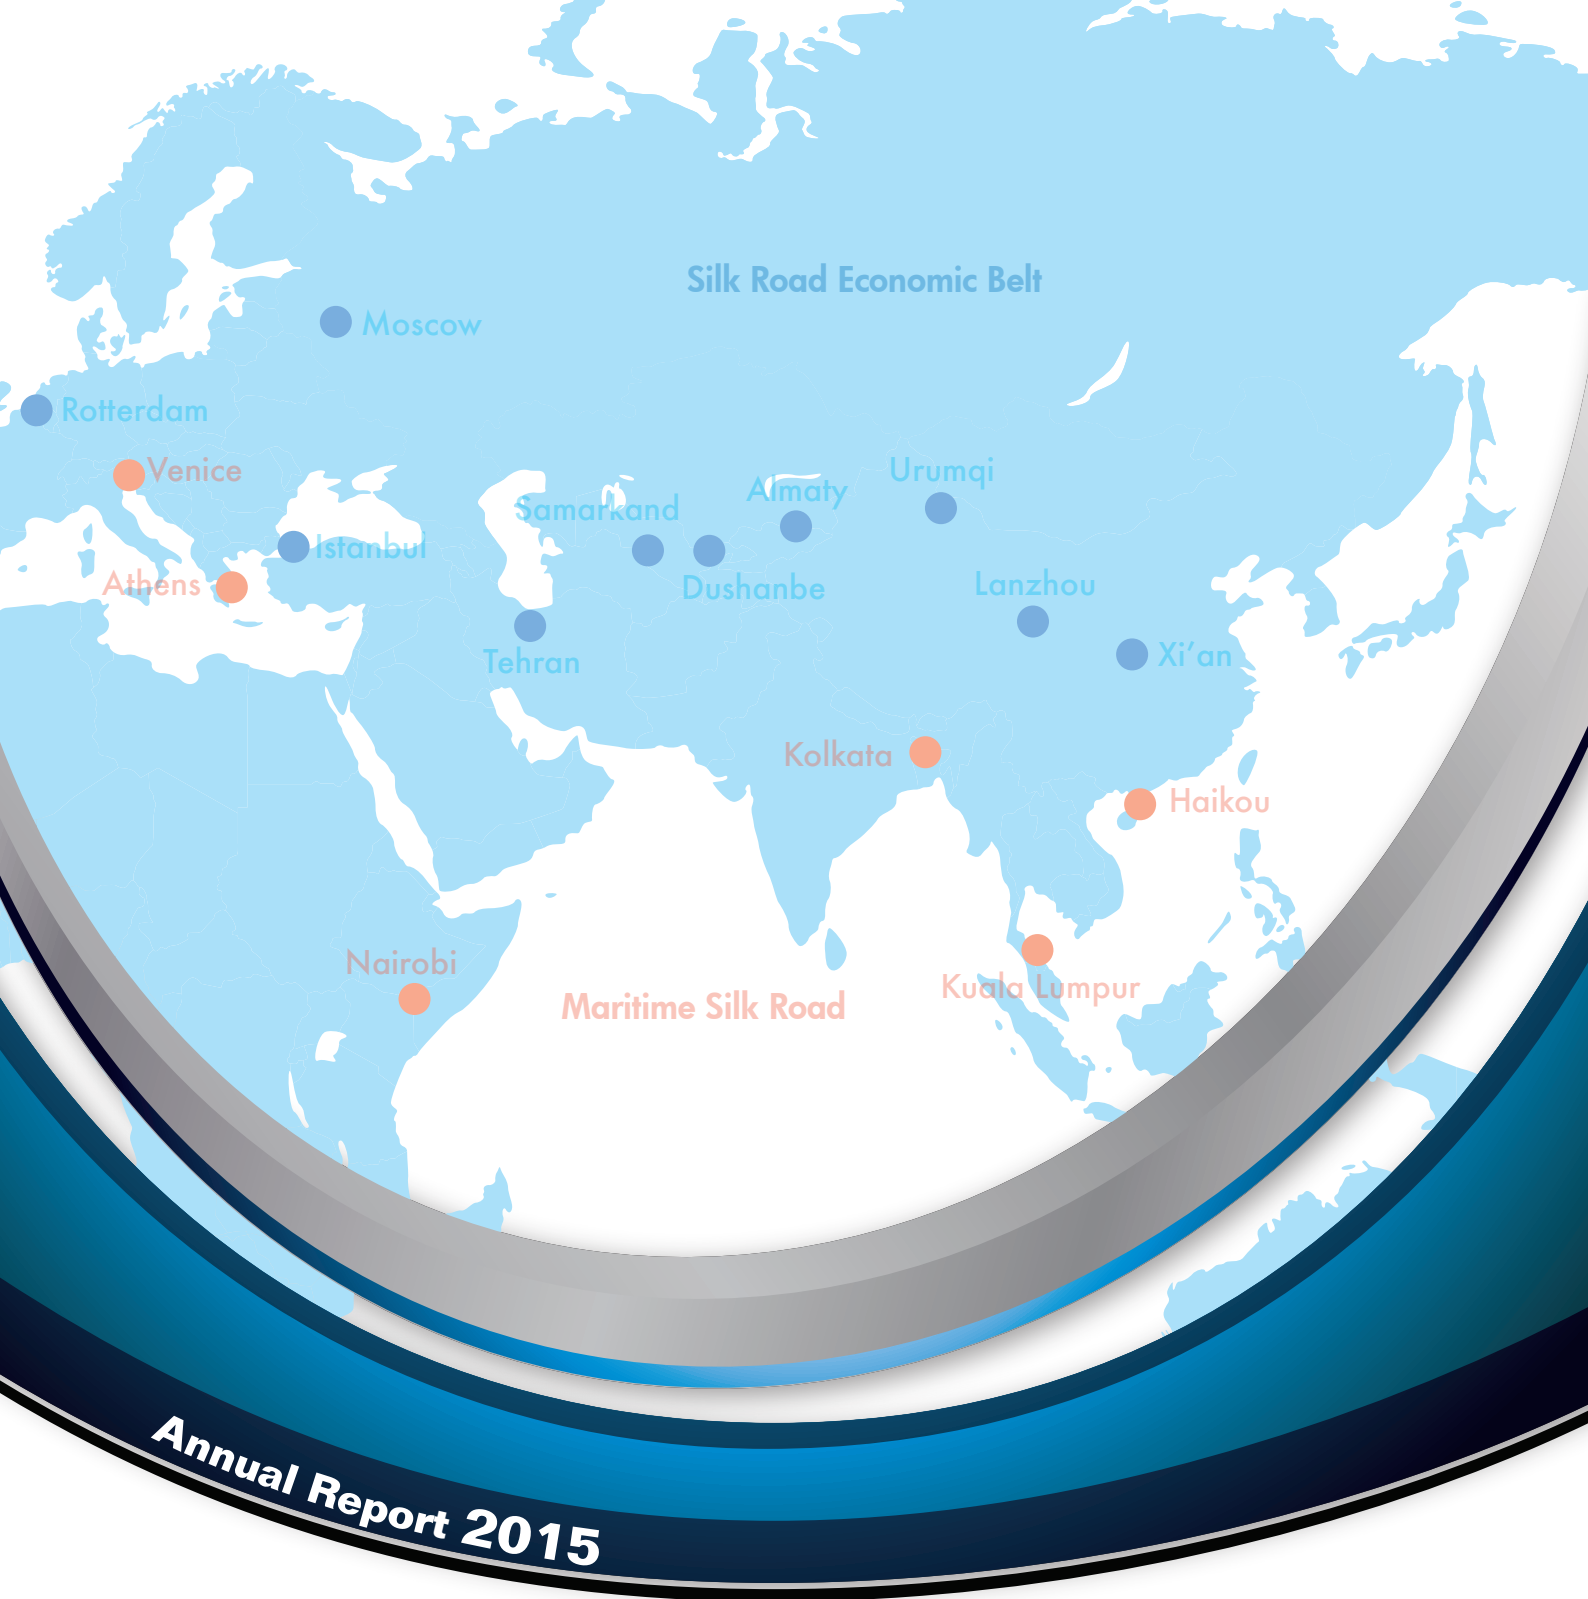 Silk Road Economic Belt
Moscow
Rotterdam
Venice
Urumqi
Almaty
Samarkand
Istanbul
Athens
Dushanbe
Lanzhou
Tehran
Xi’an
Kolkata
Haikou
Nairobi
Kuala Lumpur
Maritime Silk Road
Annual Report 2015